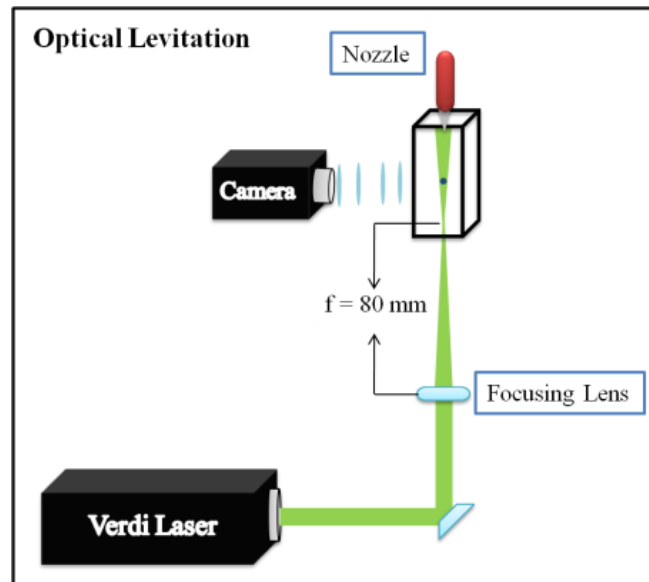 Optical Levitation
Nozzle
Camera
f = 80 mm
Focusing Lens
Verdi Laser